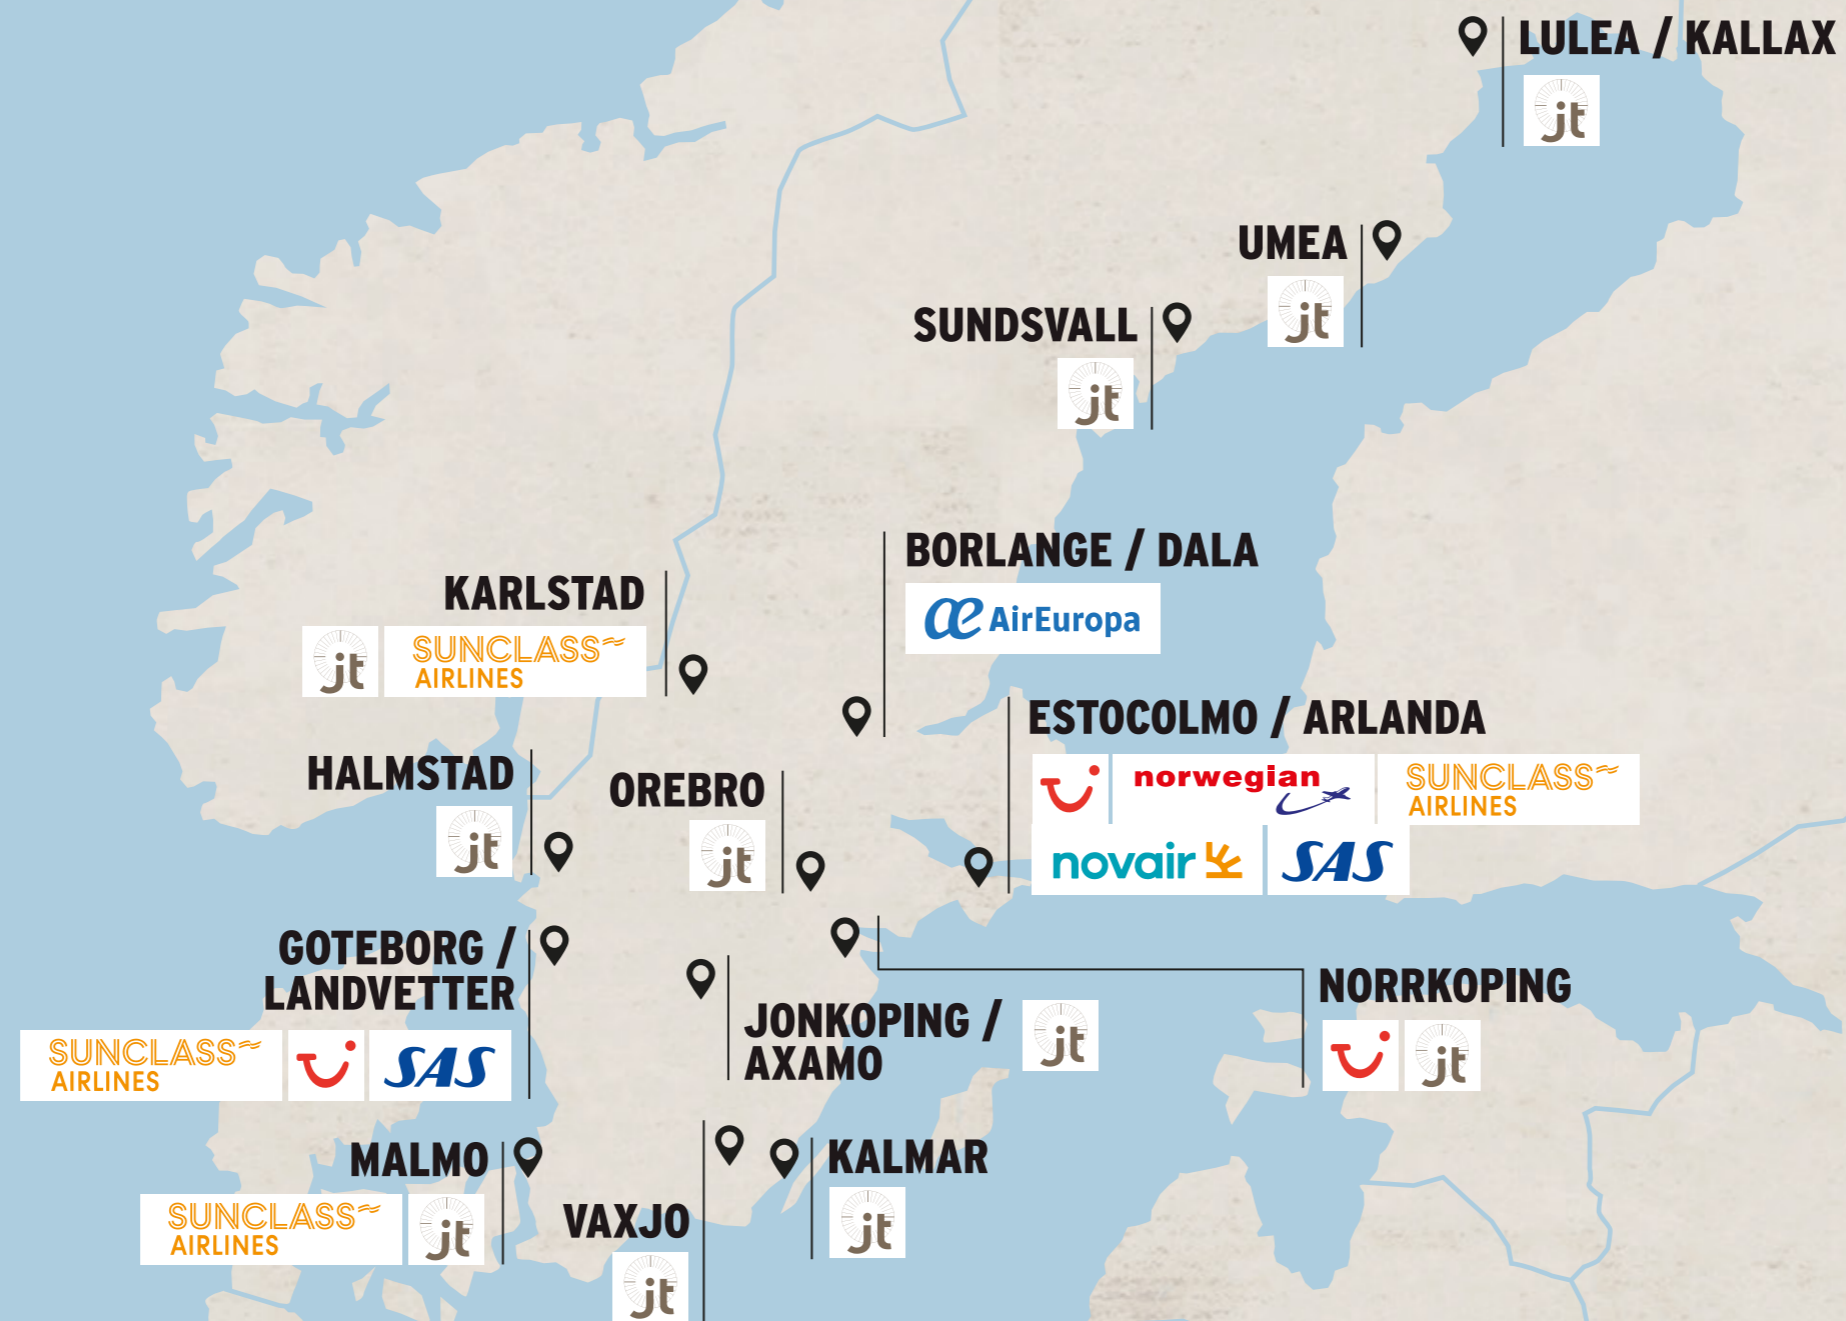 LULEA / KALLAX
jt
UMEA
jt
SUNDSVALL
jt
BORLANGE / DALA
AirEuropa
KARLSTAD
jt SUNCLASS AIRLINES
ESTOCOLMO / ARLANDA
norwegian SUNCLASS AIRLINES
novair SAS
HALMSTAD
jt
OREBRO
jt
GOTEBORG /
LANDVETTER
SUNCLASS AIRLINES SAS
JONKOPING /
AXAMO
jt
NORRKOPING
jt
MALMO
SUNCLASS AIRLINES jt
VAXJO
jt
KALMAR
jt